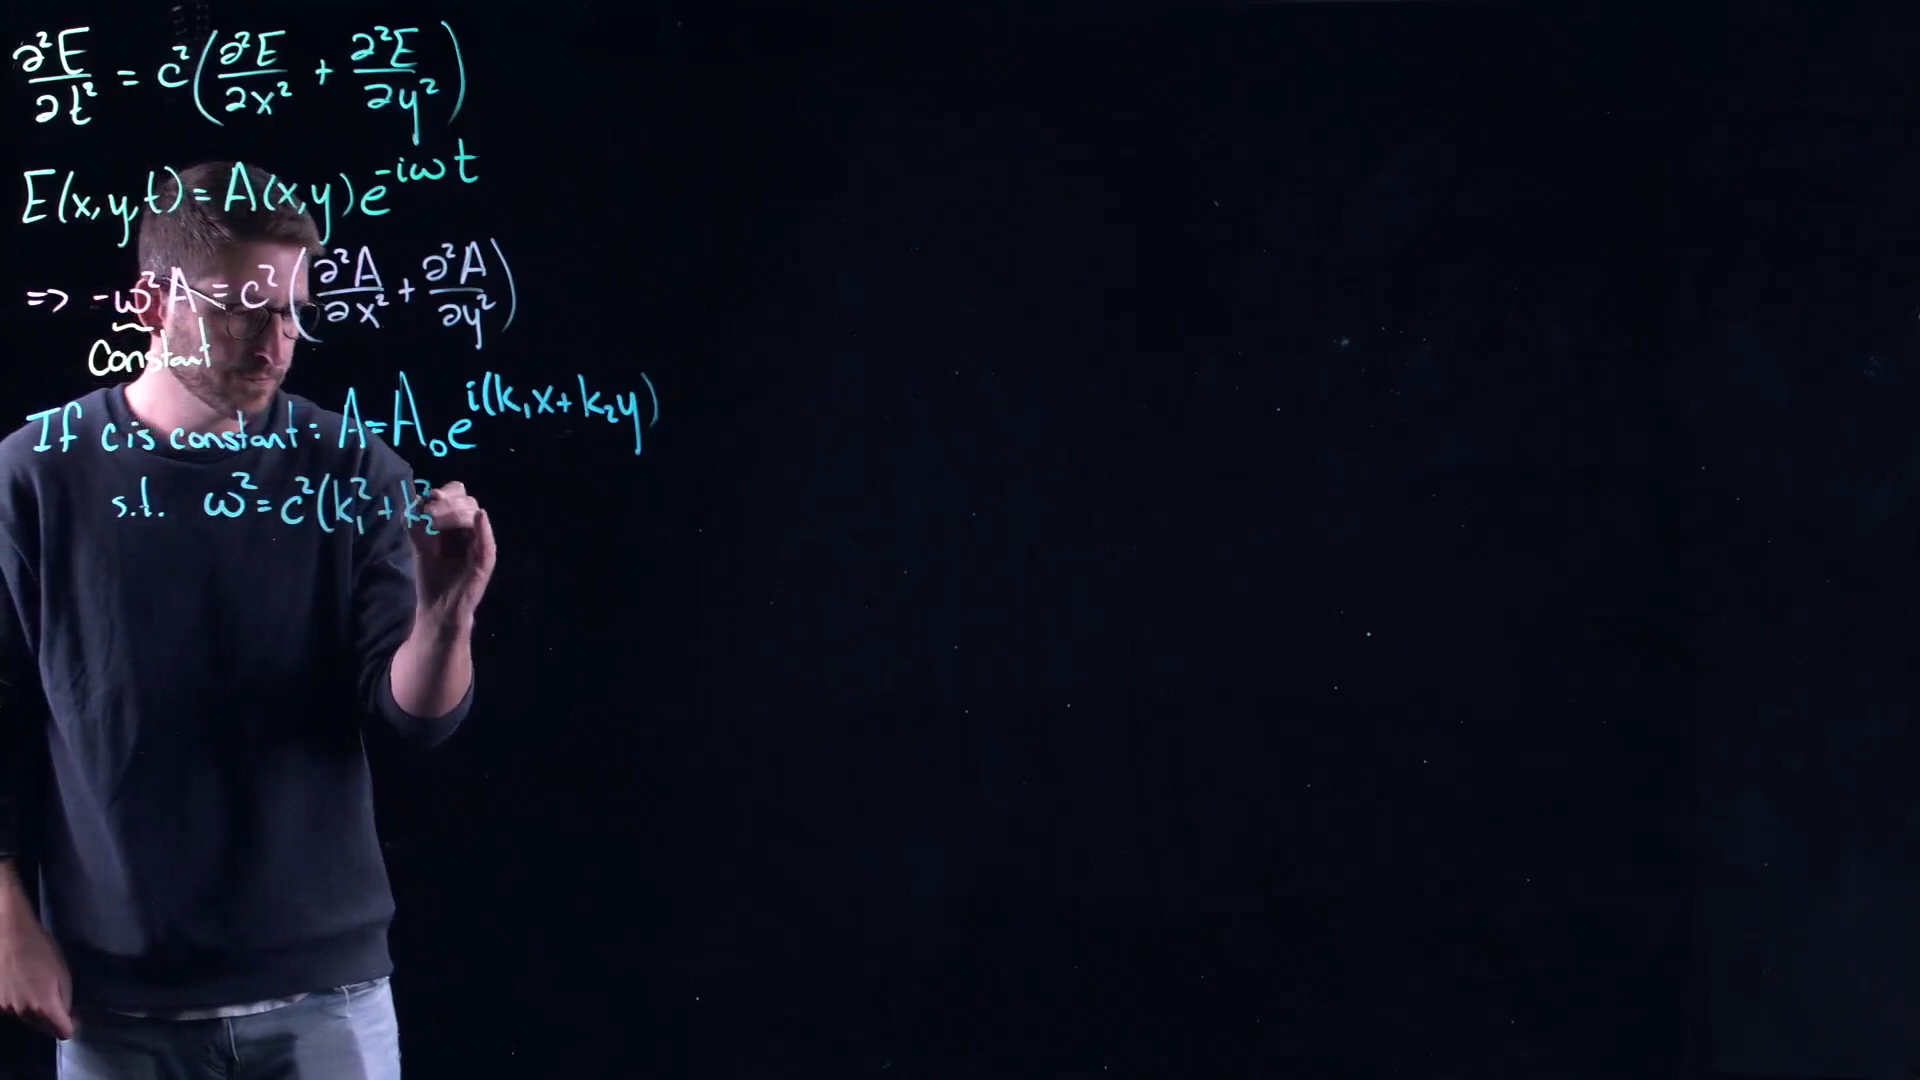 ∂²E/∂t² = c²(∂²E/∂x² + ∂²E/∂y²)
E(x,y,t) = A(x,y)e^{-iωt}
=> -ω²A = c²(∂²A/∂x² + ∂²A/∂y²)
Constant
If c is constant: A = A₀e^{i(k₁x+k₂y)}
s.t. ω² = c²(k₁² + k₂²